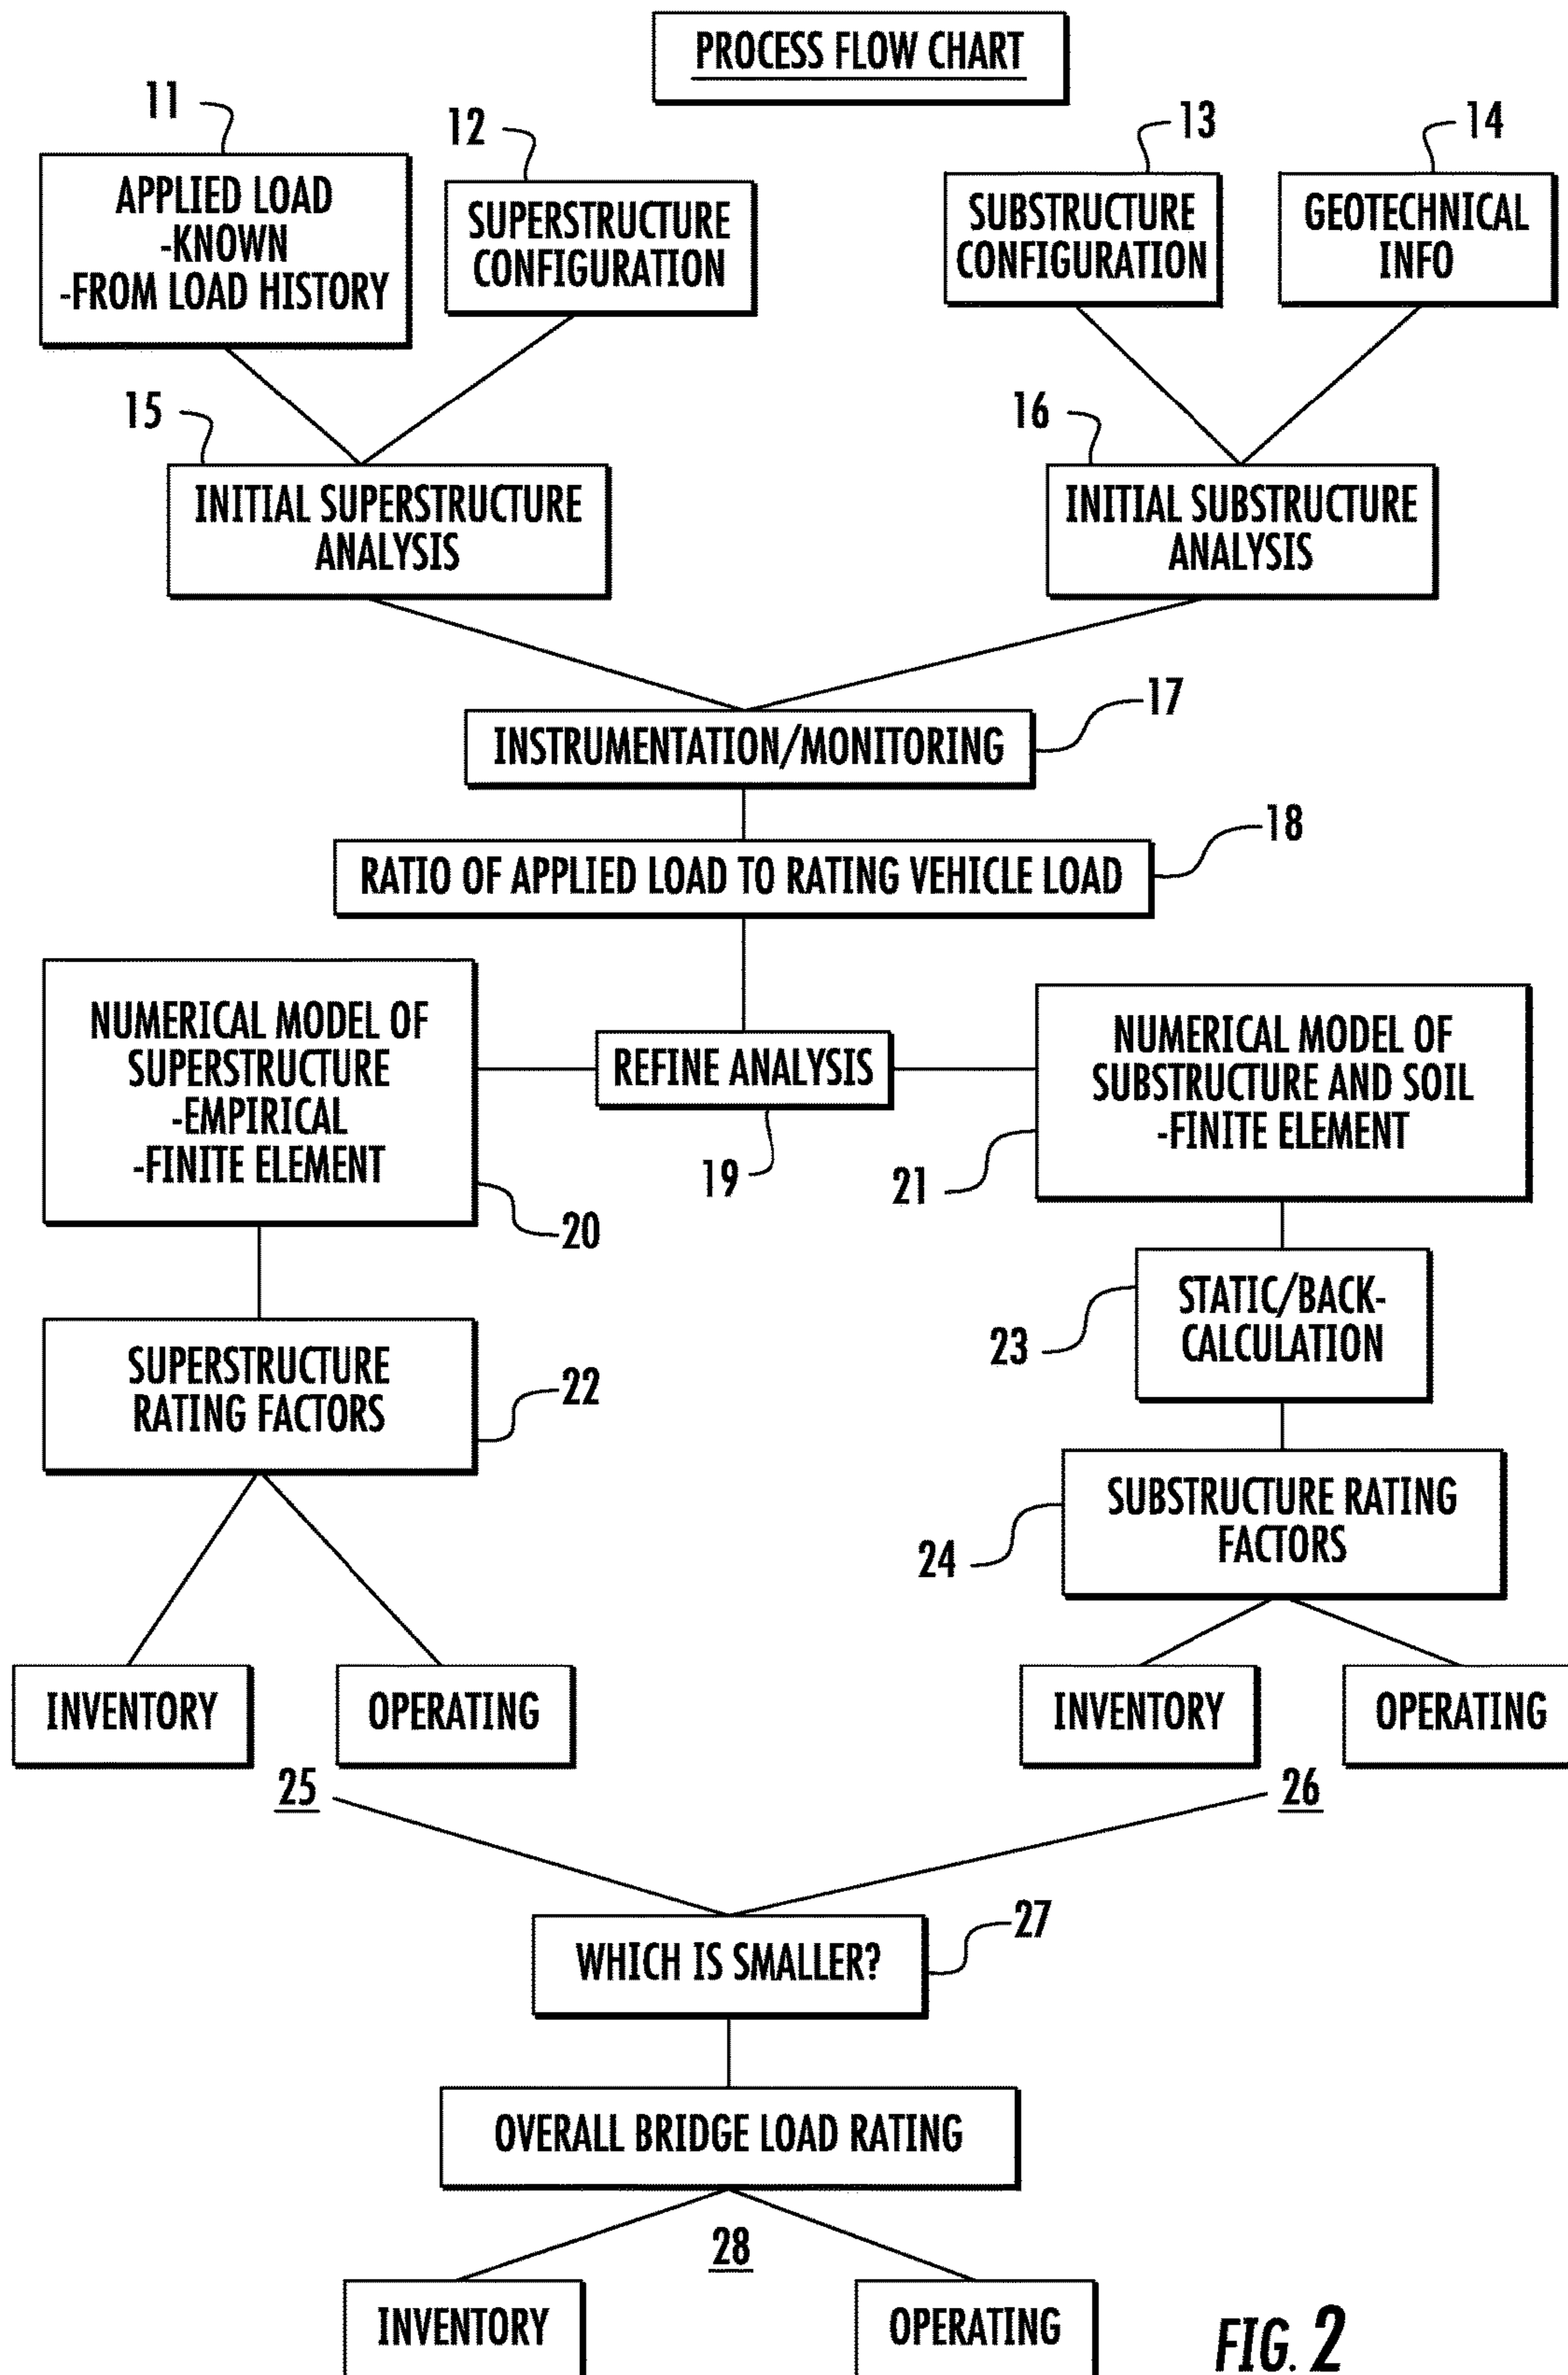 PROCESS FLOW CHART
11
12
13
14
APPLIED LOAD
-KNOWN
-FROM LOAD HISTORY
SUPERSTRUCTURE
CONFIGURATION
SUBSTRUCTURE
CONFIGURATION
GEOTECHNICAL
INFO
15
16
INITIAL SUPERSTRUCTURE
ANALYSIS
INITIAL SUBSTRUCTURE
ANALYSIS
17
INSTRUMENTATION/MONITORING
18
RATIO OF APPLIED LOAD TO RATING VEHICLE LOAD
NUMERICAL MODEL OF
SUPERSTRUCTURE
-EMPIRICAL
-FINITE ELEMENT
REFINE ANALYSIS
NUMERICAL MODEL OF
SUBSTRUCTURE AND SOIL
-FINITE ELEMENT
19
21
20
STATIC/BACK-
CALCULATION
23
SUPERSTRUCTURE
RATING FACTORS
22
SUBSTRUCTURE RATING
FACTORS
24
INVENTORY
OPERATING
INVENTORY
OPERATING
25
26
27
WHICH IS SMALLER?
OVERALL BRIDGE LOAD RATING
28
INVENTORY
OPERATING
FIG. 2